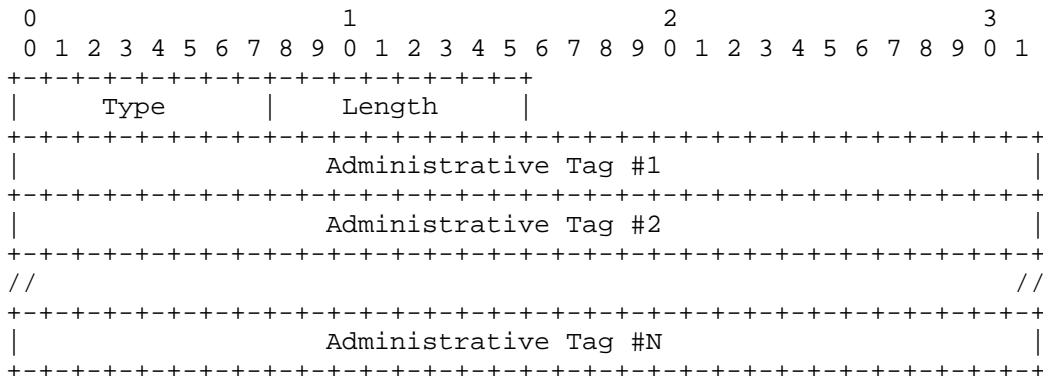 0                   1                   2                   3
 0 1 2 3 4 5 6 7 8 9 0 1 2 3 4 5 6 7 8 9 0 1 2 3 4 5 6 7 8 9 0 1
+-+-+-+-+-+-+-+-+-+-+-+-+-+-+-+-+
|     Type      |    Length     |
+-+-+-+-+-+-+-+-+-+-+-+-+-+-+-+-+-+-+-+-+-+-+-+-+-+-+-+-+-+-+-+-+
|                   Administrative Tag #1                       |
+-+-+-+-+-+-+-+-+-+-+-+-+-+-+-+-+-+-+-+-+-+-+-+-+-+-+-+-+-+-+-+-+
|                   Administrative Tag #2                       |
+-+-+-+-+-+-+-+-+-+-+-+-+-+-+-+-+-+-+-+-+-+-+-+-+-+-+-+-+-+-+-+-+
//                                                             //
+-+-+-+-+-+-+-+-+-+-+-+-+-+-+-+-+-+-+-+-+-+-+-+-+-+-+-+-+-+-+-+-+
|                   Administrative Tag #N                       |
+-+-+-+-+-+-+-+-+-+-+-+-+-+-+-+-+-+-+-+-+-+-+-+-+-+-+-+-+-+-+-+-+